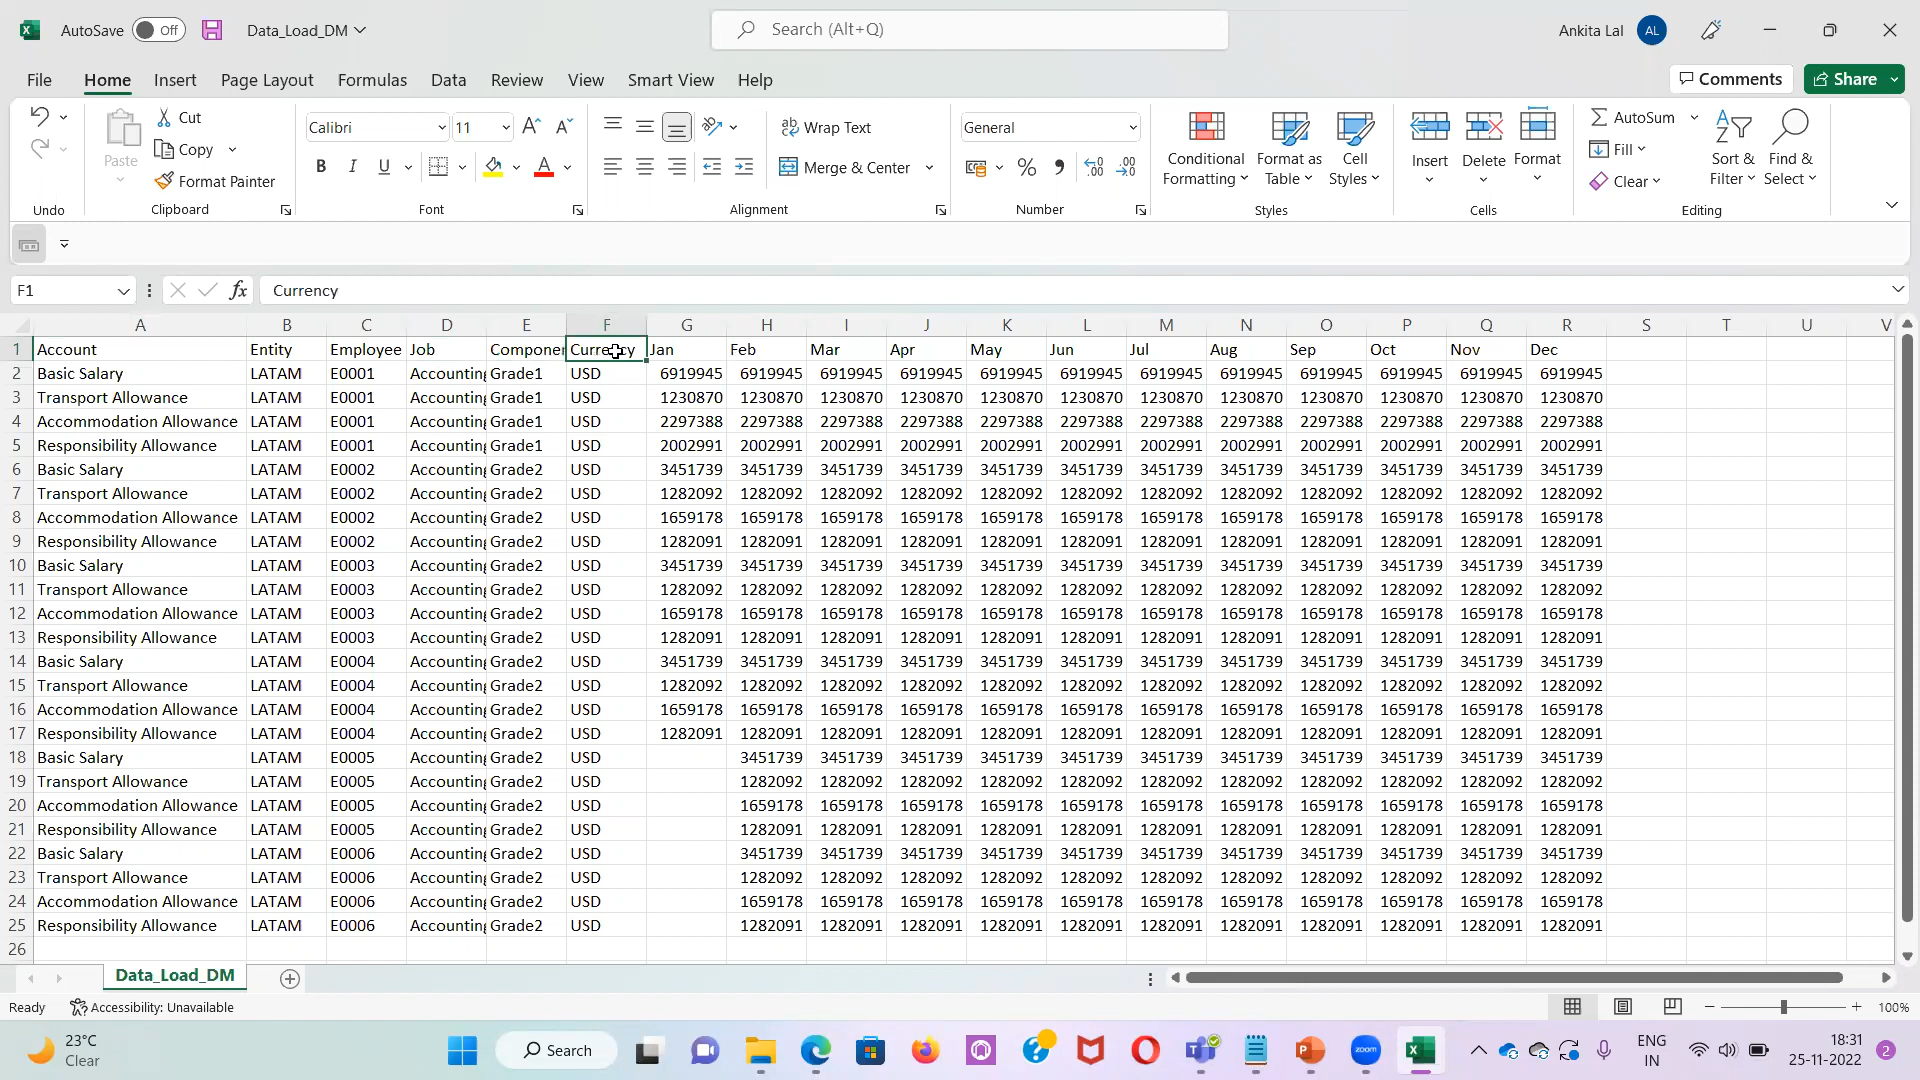 AutoSave Off Data_Load_DM Search (Alt+Q) Ankita Lal AL
File Home Insert Page Layout Formulas Data Review View Smart View Help Comments Share
Paste Cut Copy Format Painter Calibri 11 Wrap Text Merge & Center General Conditional Formatting Format as Table Cell Styles Insert Delete Format AutoSum Fill Clear Sort & Filter Find & Select
Undo Clipboard Font Alignment Number Styles Cells Editing
F1 fx Currency
A B C D E F G H I J K L M N O P Q R S T U V
1 Account Entity Employee Job Componen Currency Jan Feb Mar Apr May Jun Jul Aug Sep Oct Nov Dec
2 Basic Salary LATAM E0001 Accounting Grade1 USD 6919945 6919945 6919945 6919945 6919945 6919945 6919945 6919945 6919945 6919945 6919945 6919945
3 Transport Allowance LATAM E0001 Accounting Grade1 USD 1230870 1230870 1230870 1230870 1230870 1230870 1230870 1230870 1230870 1230870 1230870 1230870
4 Accommodation Allowance LATAM E0001 Accounting Grade1 USD 2297388 2297388 2297388 2297388 2297388 2297388 2297388 2297388 2297388 2297388 2297388 2297388
5 Responsibility Allowance LATAM E0001 Accounting Grade1 USD 2002991 2002991 2002991 2002991 2002991 2002991 2002991 2002991 2002991 2002991 2002991 2002991
6 Basic Salary LATAM E0002 Accounting Grade2 USD 3451739 3451739 3451739 3451739 3451739 3451739 3451739 3451739 3451739 3451739 3451739 3451739
7 Transport Allowance LATAM E0002 Accounting Grade2 USD 1282092 1282092 1282092 1282092 1282092 1282092 1282092 1282092 1282092 1282092 1282092 1282092
8 Accommodation Allowance LATAM E0002 Accounting Grade2 USD 1659178 1659178 1659178 1659178 1659178 1659178 1659178 1659178 1659178 1659178 1659178 1659178
9 Responsibility Allowance LATAM E0002 Accounting Grade2 USD 1282091 1282091 1282091 1282091 1282091 1282091 1282091 1282091 1282091 1282091 1282091 1282091
10 Basic Salary LATAM E0003 Accounting Grade2 USD 3451739 3451739 3451739 3451739 3451739 3451739 3451739 3451739 3451739 3451739 3451739 3451739
11 Transport Allowance LATAM E0003 Accounting Grade2 USD 1282092 1282092 1282092 1282092 1282092 1282092 1282092 1282092 1282092 1282092 1282092 1282092
12 Accommodation Allowance LATAM E0003 Accounting Grade2 USD 1659178 1659178 1659178 1659178 1659178 1659178 1659178 1659178 1659178 1659178 1659178 1659178
13 Responsibility Allowance LATAM E0003 Accounting Grade2 USD 1282091 1282091 1282091 1282091 1282091 1282091 1282091 1282091 1282091 1282091 1282091 1282091
14 Basic Salary LATAM E0004 Accounting Grade2 USD 3451739 3451739 3451739 3451739 3451739 3451739 3451739 3451739 3451739 3451739 3451739 3451739
15 Transport Allowance LATAM E0004 Accounting Grade2 USD 1282092 1282092 1282092 1282092 1282092 1282092 1282092 1282092 1282092 1282092 1282092 1282092
16 Accommodation Allowance LATAM E0004 Accounting Grade2 USD 1659178 1659178 1659178 1659178 1659178 1659178 1659178 1659178 1659178 1659178 1659178 1659178
17 Responsibility Allowance LATAM E0004 Accounting Grade2 USD 1282091 1282091 1282091 1282091 1282091 1282091 1282091 1282091 1282091 1282091 1282091 1282091
18 Basic Salary LATAM E0005 Accounting Grade2 USD 3451739 3451739 3451739 3451739 3451739 3451739 3451739 3451739 3451739 3451739 3451739
19 Transport Allowance LATAM E0005 Accounting Grade2 USD 1282092 1282092 1282092 1282092 1282092 1282092 1282092 1282092 1282092 1282092 1282092
20 Accommodation Allowance LATAM E0005 Accounting Grade2 USD 1659178 1659178 1659178 1659178 1659178 1659178 1659178 1659178 1659178 1659178 1659178
21 Responsibility Allowance LATAM E0005 Accounting Grade2 USD 1282091 1282091 1282091 1282091 1282091 1282091 1282091 1282091 1282091 1282091 1282091
22 Basic Salary LATAM E0006 Accounting Grade2 USD 3451739 3451739 3451739 3451739 3451739 3451739 3451739 3451739 3451739 3451739 3451739
23 Transport Allowance LATAM E0006 Accounting Grade2 USD 1282092 1282092 1282092 1282092 1282092 1282092 1282092 1282092 1282092 1282092 1282092
24 Accommodation Allowance LATAM E0006 Accounting Grade2 USD 1659178 1659178 1659178 1659178 1659178 1659178 1659178 1659178 1659178 1659178 1659178
25 Responsibility Allowance LATAM E0006 Accounting Grade2 USD 1282091 1282091 1282091 1282091 1282091 1282091 1282091 1282091 1282091 1282091 1282091
26
Data_Load_DM
Ready Accessibility: Unavailable 100%
23°C Search zoom ENG 18:31
Clear IN 25-11-2022 2